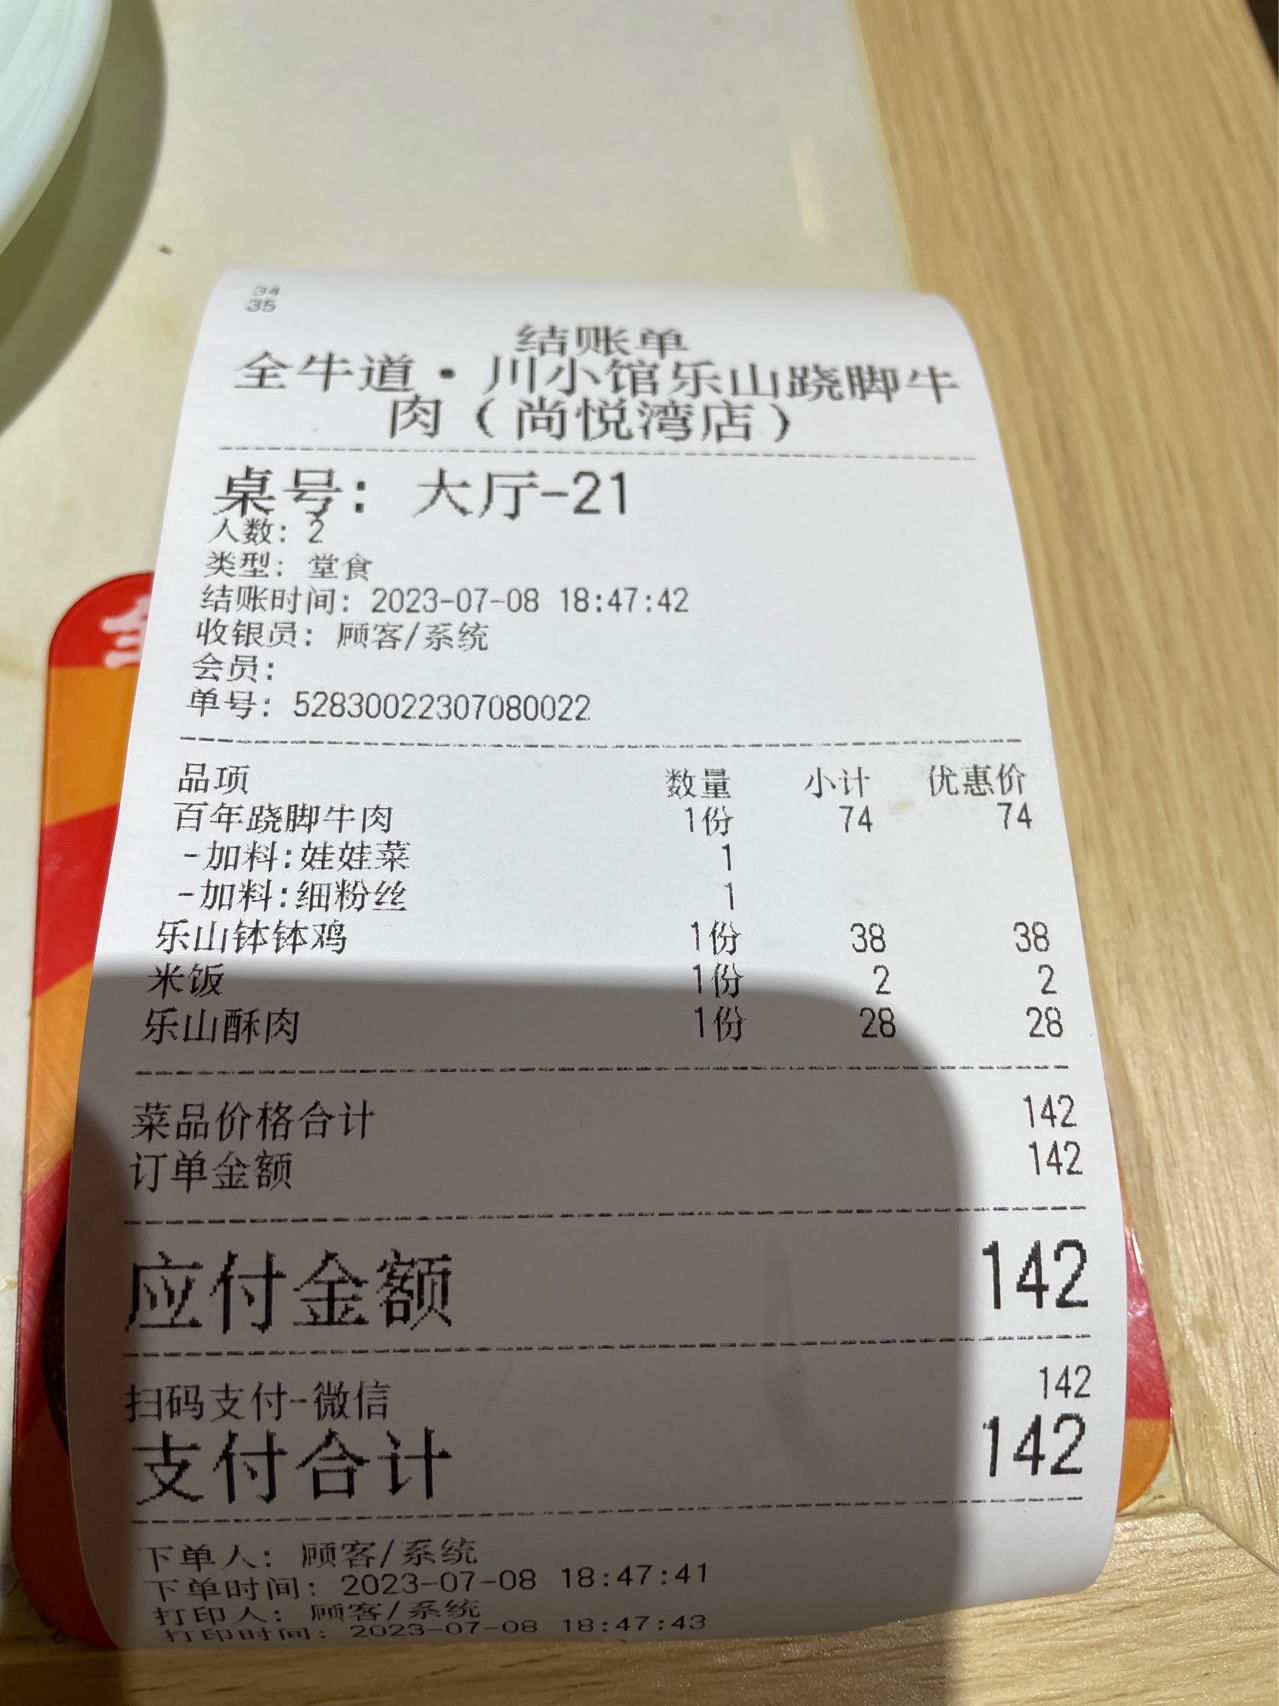 34
35
结账单
全牛道·川小馆乐山跷脚牛
肉(尚悦湾店)
桌号: 大厅-21
人数: 2
类型: 堂食
结账时间: 2023-07-08 18:47:42
收银员: 顾客/系统
会员:
单号: 52830022307080022
品项 数量 小计 优惠价
百年跷脚牛肉 1份 74 74
-加料:娃娃菜 1
-加料:细粉丝 1
乐山钵钵鸡 1份 38 38
米饭 1份 2 2
乐山酥肉 1份 28 28
菜品价格合计 142
订单金额 142
应付金额 142
扫码支付-微信 142
支付合计 142
下单人: 顾客/系统
下单时间: 2023-07-08 18:47:41
打印人: 顾客/系统
打印时间: 2023-07-08 18:47:43